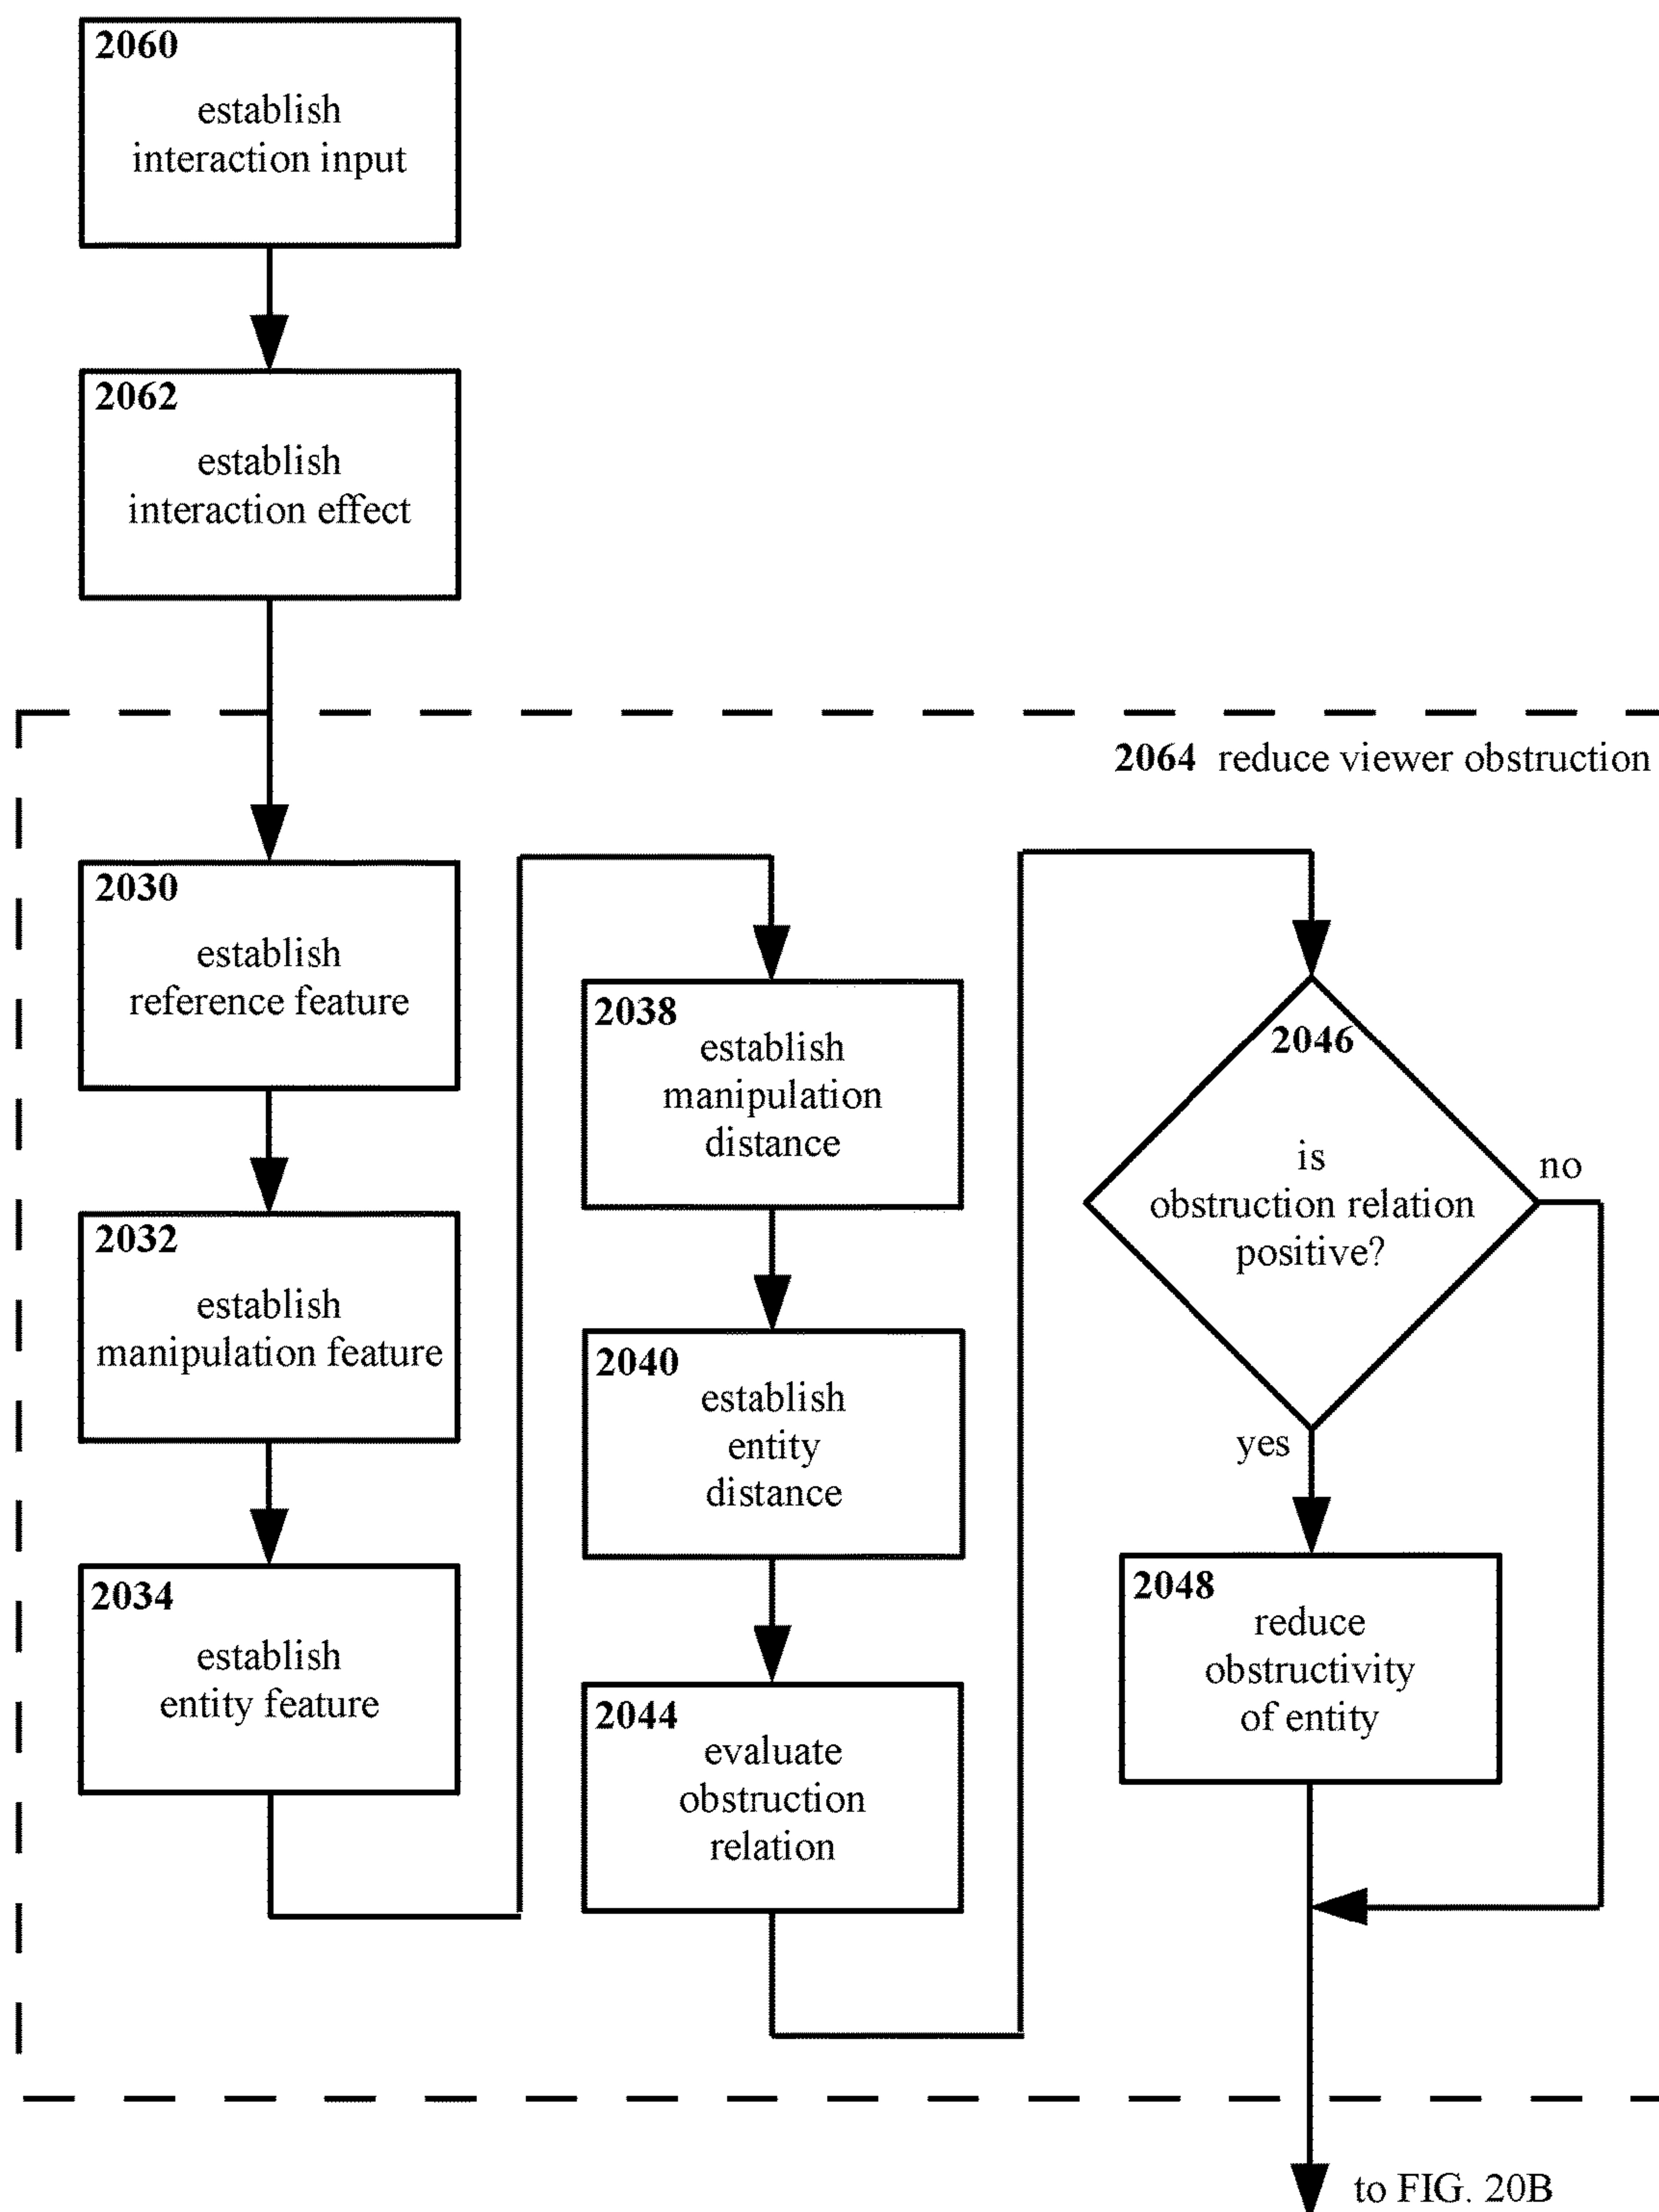 2060
establish
interaction input
2062
establish
interaction effect
2064 reduce viewer obstruction
2030
establish
reference feature
2032
establish
manipulation feature
2034
establish
entity feature
2038
establish
manipulation
distance
2040
establish
entity
distance
2044
evaluate
obstruction
relation
2046
is
obstruction relation
positive?
no
yes
2048
reduce
obstructivity
of entity
to FIG. 20B